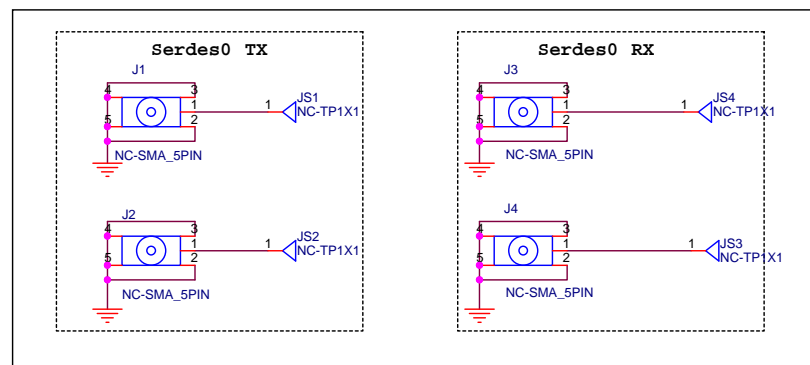 Serdes0 TX
J1
4 3
1 1 JS1
NC-TP1X1
5 2
NC-SMA_5PIN
J2
4 3
1 1 JS2
NC-TP1X1
5 2
NC-SMA_5PIN
Serdes0 RX
J3
4 3
1 1 JS4
NC-TP1X1
5 2
NC-SMA_5PIN
J4
4 3
1 1 JS3
NC-TP1X1
5 2
NC-SMA_5PIN